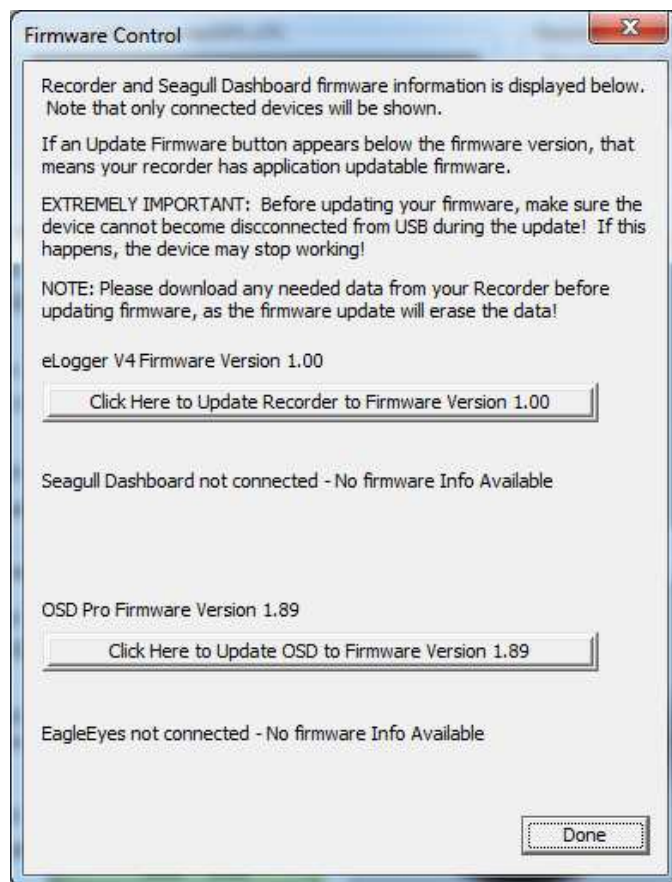 Firmware Control
Recorder and Seagull Dashboard firmware information is displayed below.
Note that only connected devices will be shown.
If an Update Firmware button appears below the firmware version, that
means your recorder has application updatable firmware.
EXTREMELY IMPORTANT:  Before updating your firmware, make sure the
device cannot become discconnected from USB during the update!  If this
happens, the device may stop working!
NOTE: Please download any needed data from your Recorder before
updating firmware, as the firmware update will erase the data!
eLogger V4 Firmware Version 1.00
Click Here to Update Recorder to Firmware Version 1.00
Seagull Dashboard not connected - No firmware Info Available
OSD Pro Firmware Version 1.89
Click Here to Update OSD to Firmware Version 1.89
EagleEyes not connected - No firmware Info Available
Done